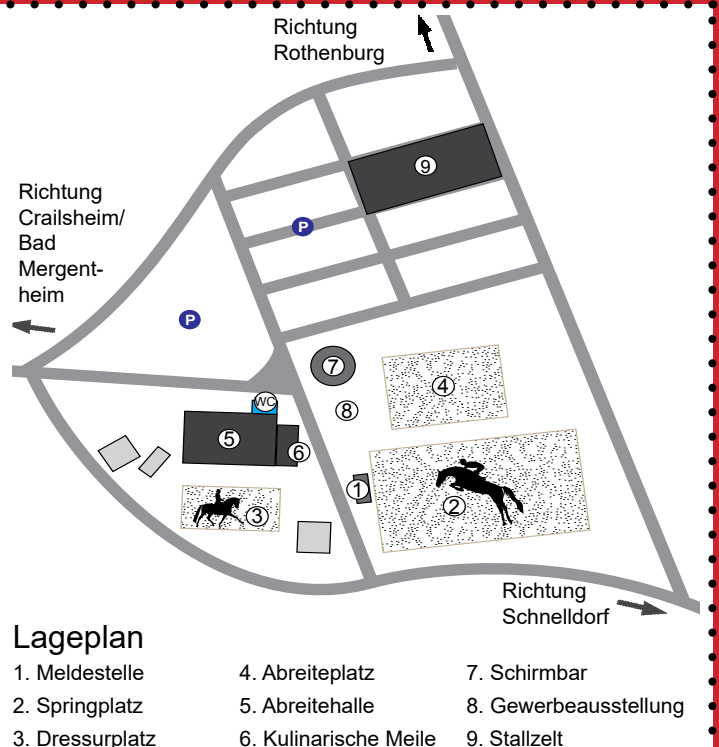 Richtung
Rothenburg
9
Richtung
Crailsheim/
Bad
Mergent-
heim
P
P
7
4
WC
8
5
6
1
2
3
Richtung
Schnelldorf
Lageplan
1. Meldestelle
2. Springplatz
3. Dressurplatz
4. Abreiteplatz
5. Abreitehalle
6. Kulinarische Meile
7. Schirmbar
8. Gewerbeausstellung
9. Stallzelt